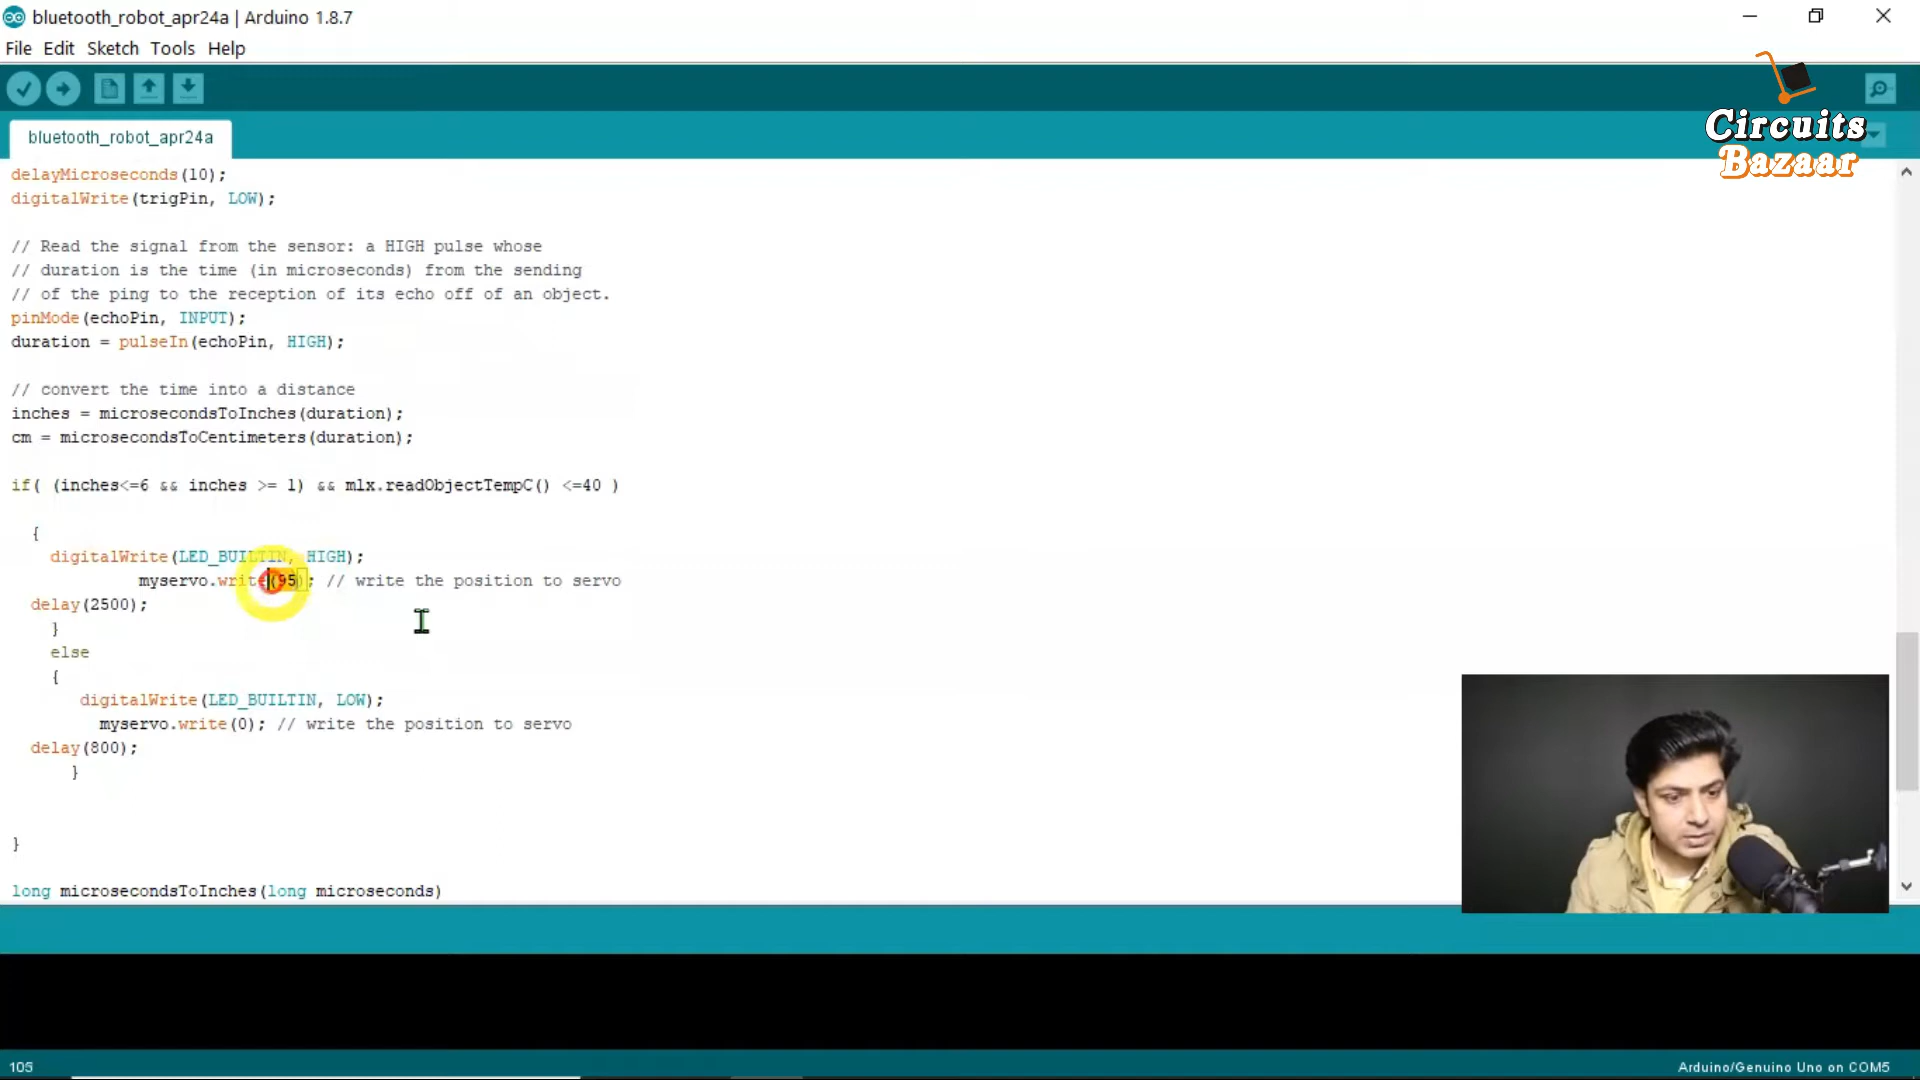 bluetooth_robot_apr24a | Arduino 1.8.7
File Edit Sketch Tools Help
Circuits
Bazaar
bluetooth_robot_apr24a
delayMicroseconds(10);
digitalWrite(trigPin, LOW);
// Read the signal from the sensor: a HIGH pulse whose
// duration is the time (in microseconds) from the sending
// of the ping to the reception of its echo off of an object.
pinMode(echoPin, INPUT);
duration = pulseIn(echoPin, HIGH);
// convert the time into a distance
inches = microsecondsToInches(duration);
cm = microsecondsToCentimeters(duration);
if( (inches<=6 && inches >= 1) && mlx.readObjectTempC() <=40 )
{
digitalWrite(LED_BUILTIN, HIGH);
myservo.write(95); // write the position to servo
delay(2500);
}
else
{
digitalWrite(LED_BUILTIN, LOW);
myservo.write(0); // write the position to servo
delay(800);
}
}
long microsecondsToInches(long microseconds)
105
Arduino/Genuino Uno on COM5